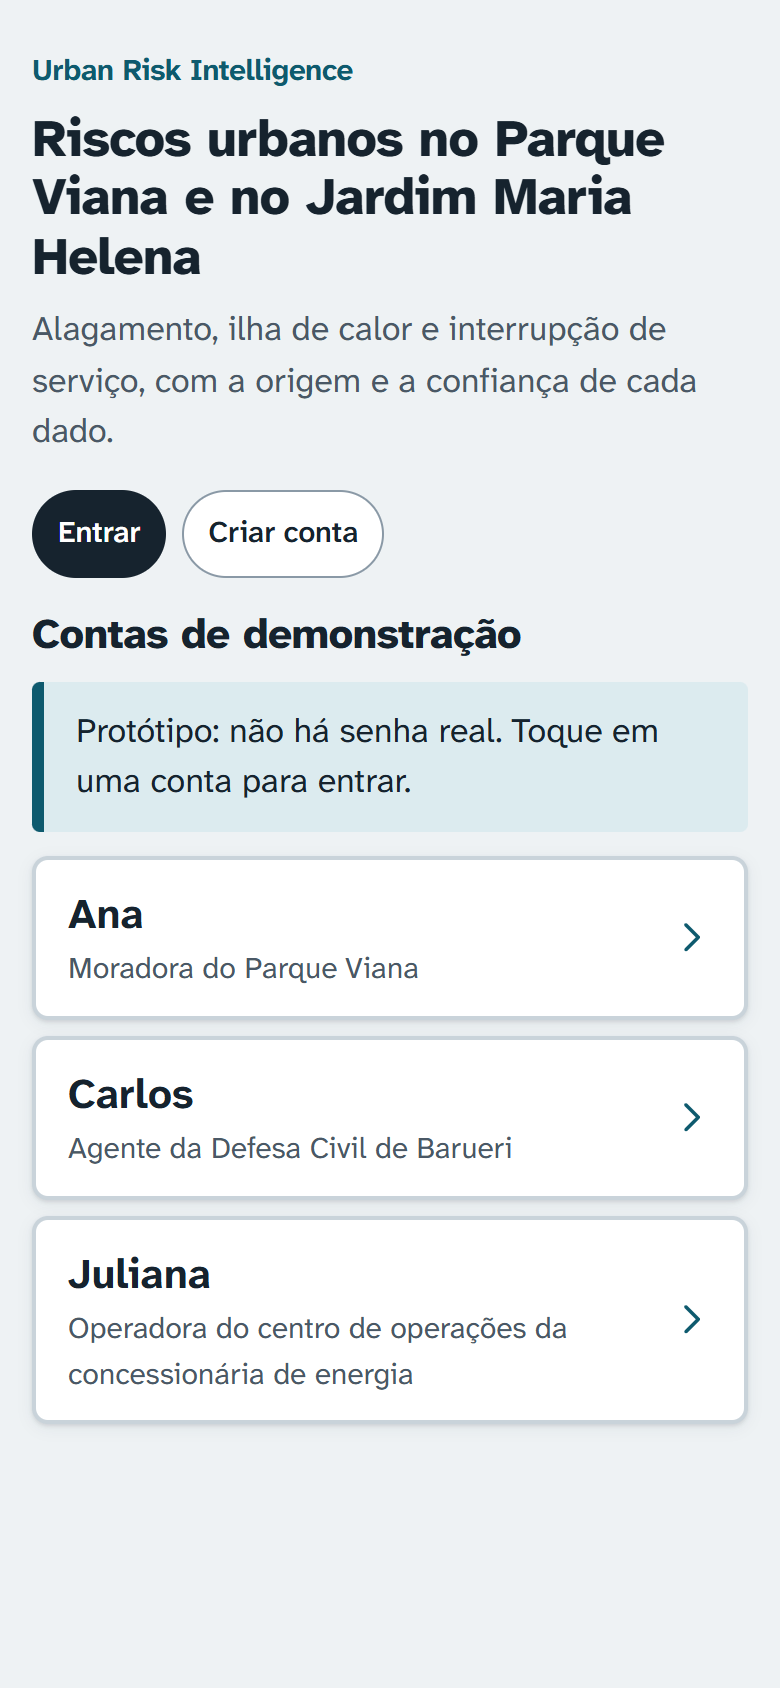 Urban Risk Intelligence
Riscos urbanos no Parque
Viana e no Jardim Maria
Helena
Alagamento, ilha de calor e interrupção de
serviço, com a origem e a confiança de cada
dado.
Entrar
Criar conta
Contas de demonstração
Protótipo: não há senha real. Toque em
uma conta para entrar.
Ana
Moradora do Parque Viana
Carlos
Agente da Defesa Civil de Barueri
Juliana
Operadora do centro de operações da
concessionária de energia